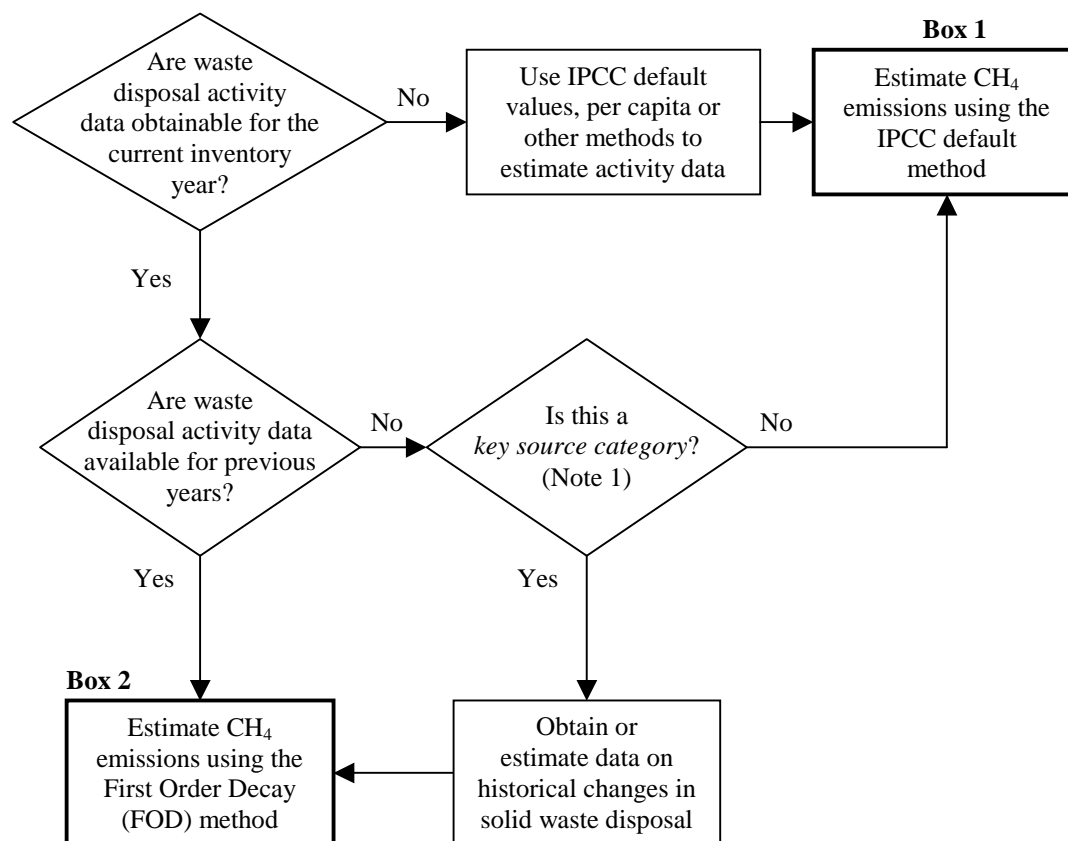 Box 1
Are waste
disposal activity
data obtainable for the
current inventory
year?
No
Use IPCC default
values, per capita or
other methods to
estimate activity data
Estimate CH₄
emissions using the
IPCC default
method
Yes
Are waste
disposal activity data
available for previous
years?
No
Is this a
key source category?
(Note 1)
No
Yes
Yes
Box 2
Estimate CH₄
emissions using the
First Order Decay
(FOD) method
Obtain or
estimate data on
historical changes in
solid waste disposal